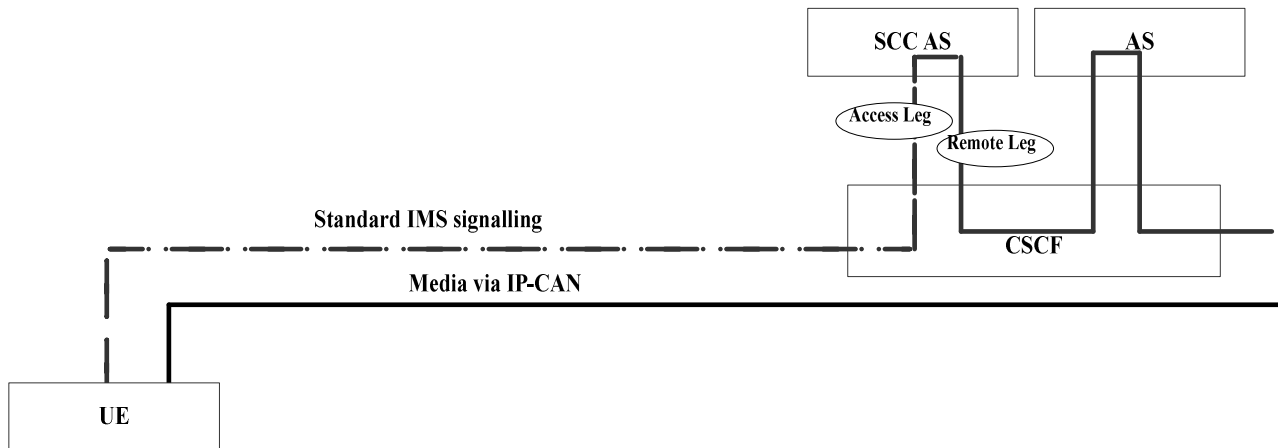 SCC AS
AS
Access Leg
Remote Leg
Standard IMS signalling
CSCF
Media via IP-CAN
UE